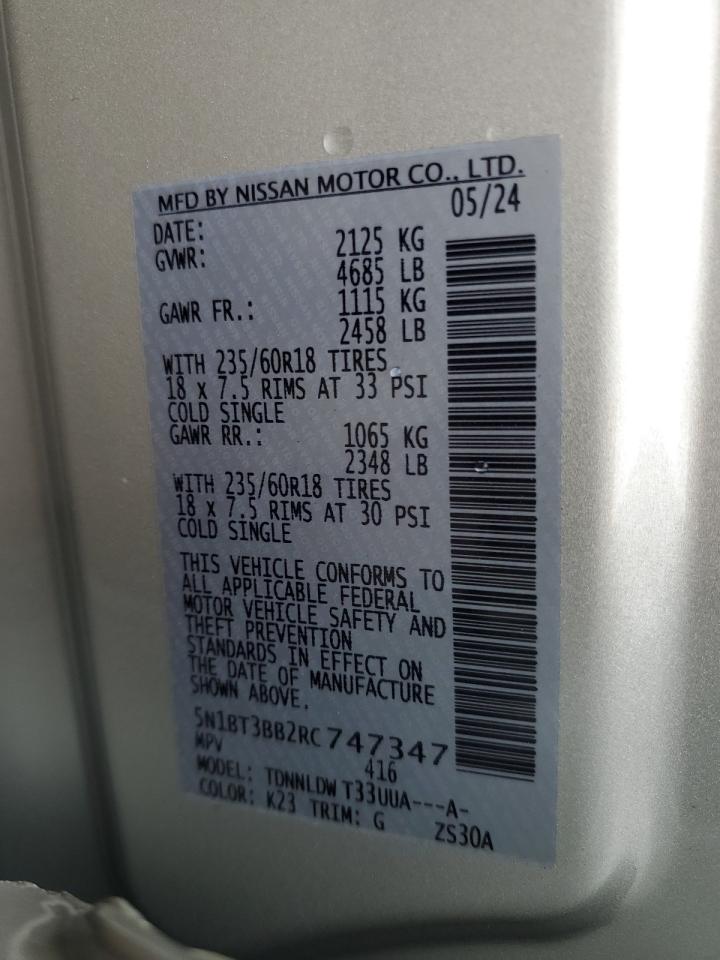 MFD BY NISSAN MOTOR CO., LTD.
DATE: 05/24
GVWR: 2125 KG
4685 LB
GAWR FR.: 1115 KG
2458 LB
WITH 235/60R18 TIRES
18 x 7.5 RIMS AT 33 PSI
COLD SINGLE
GAWR RR.: 1065 KG
2348 LB
WITH 235/60R18 TIRES
18 x 7.5 RIMS AT 30 PSI
COLD SINGLE
THIS VEHICLE CONFORMS TO
ALL APPLICABLE FEDERAL
MOTOR VEHICLE SAFETY AND
THEFT PREVENTION
STANDARDS IN EFFECT ON
THE DATE OF MANUFACTURE
SHOWN ABOVE.
5N1BT3BB2RC747347
MPV 416
MODEL: TDNNLDW T33UUA---A-
COLOR: K23 TRIM: G ZS30A